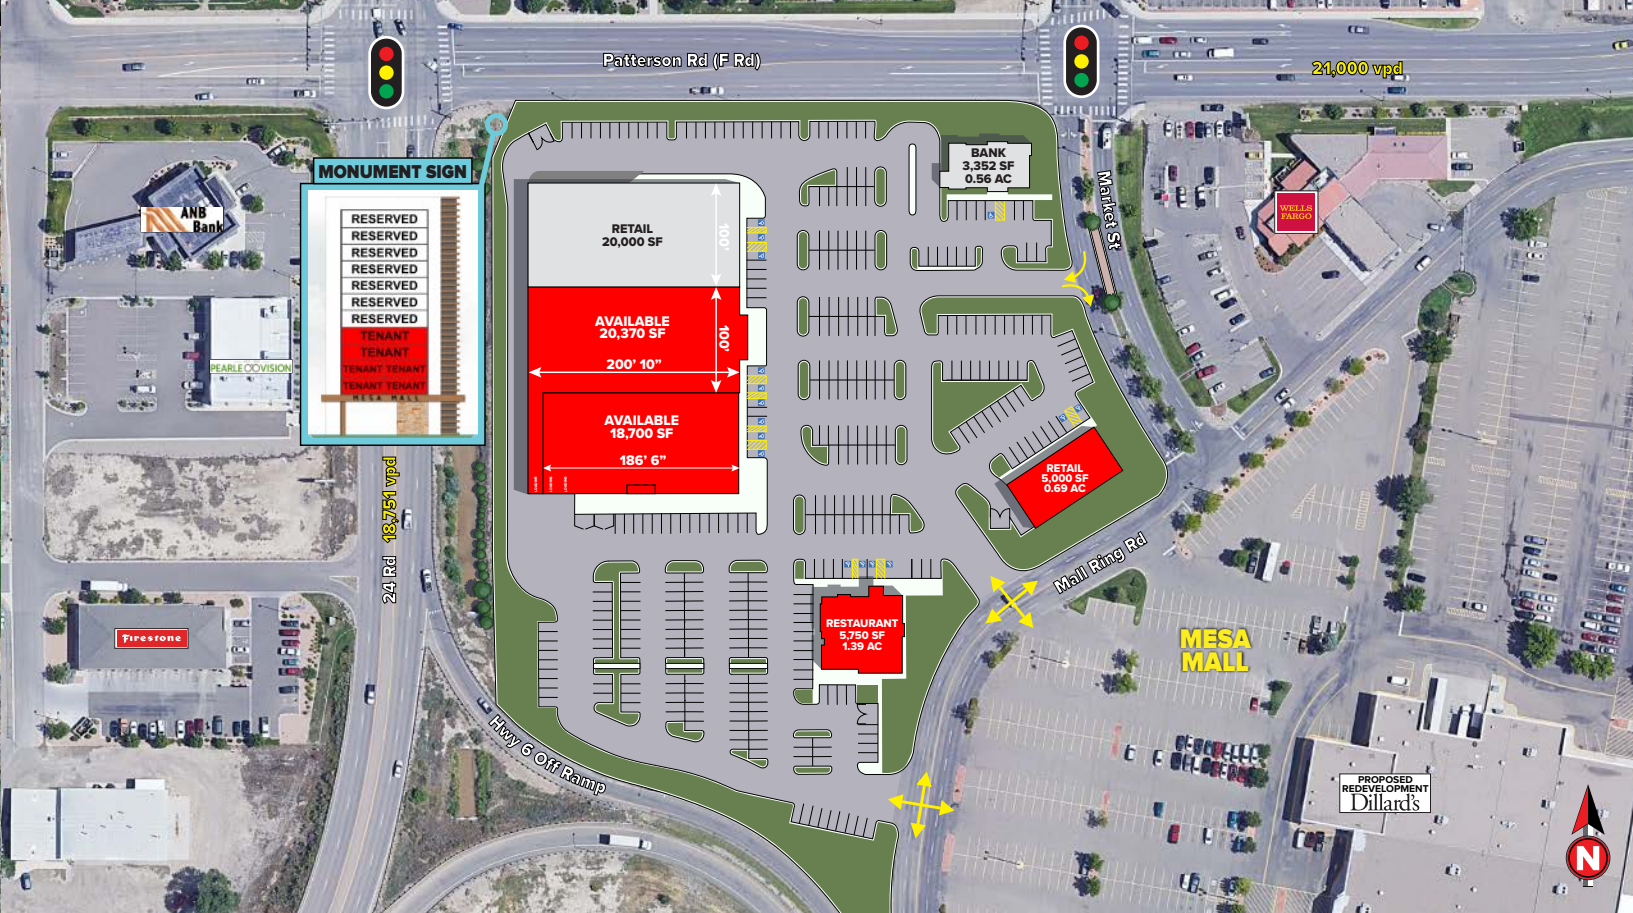 Patterson Rd (F Rd)
21,000 vpd
MONUMENT SIGN
RESERVED
RESERVED
RESERVED
RESERVED
RESERVED
RESERVED
RESERVED
TENANT
TENANT
TENANT TENANT
TENANT TENANT
MESA MALL
ANB
Bank
PEARLE VISION
BANK
3,352 SF
0.56 AC
Market St
WELLS
FARGO
RETAIL
20,000 SF
100'
AVAILABLE
20,370 SF
100'
200' 10"
AVAILABLE
18,700 SF
186' 6"
RETAIL
5,000 SF
0.69 AC
24 Rd 18,751 vpd
Mall Ring Rd
Firestone
RESTAURANT
5,750 SF
1.39 AC
MESA
MALL
Hwy 6 Off Ramp
PROPOSED
REDEVELOPMENT
Dillard's
N